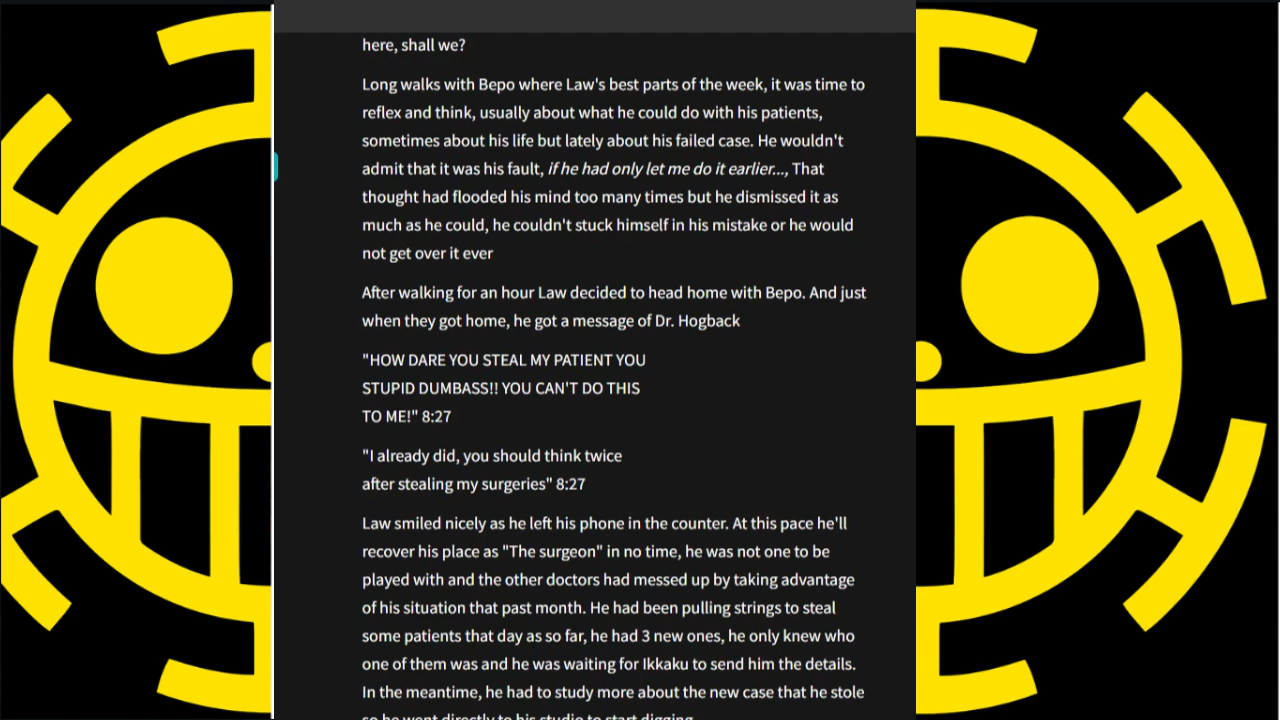 here, shall we?
Long walks with Bepo where Law's best parts of the week, it was time to
reflex and think, usually about what he could do with his patients,
sometimes about his life but lately about his failed case. He wouldn't
admit that it was his fault, if he had only let me do it earlier..., That
thought had flooded his mind too many times but he dismissed it as
much as he could, he couldn't stuck himself in his mistake or he would
not get over it ever
After walking for an hour Law decided to head home with Bepo. And just
when they got home, he got a message of Dr. Hogback
"HOW DARE YOU STEAL MY PATIENT YOU
STUPID DUMBASS!! YOU CAN'T DO THIS
TO ME!" 8:27
"I already did, you should think twice
after stealing my surgeries" 8:27
Law smiled nicely as he left his phone in the counter. At this pace he'll
recover his place as "The surgeon" in no time, he was not one to be
played with and the other doctors had messed up by taking advantage
of his situation that past month. He had been pulling strings to steal
some patients that day as so far, he had 3 new ones, he only knew who
one of them was and he was waiting for Ikkaku to send him the details.
In the meantime, he had to study more about the new case that he stole
so he went directly to his studio to start digging